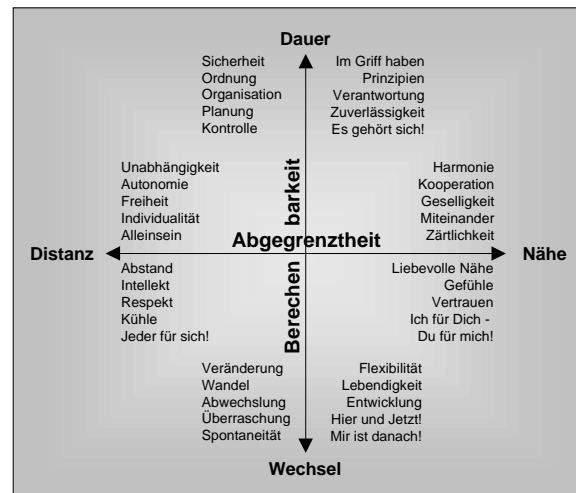 Dauer
Sicherheit
Ordnung
Organisation
Planung
Kontrolle
Im Griff haben
Prinzipien
Verantwortung
Zuverlässigkeit
Es gehört sich!
Unabhängigkeit
Autonomie
Freiheit
Individualität
Alleinsein
Harmonie
Kooperation
Geselligkeit
Miteinander
Zärtlichkeit
Distanz
Abgegrenztheit
Nähe
Berechen barkeit
Abstand
Intellekt
Respekt
Kühle
Jeder für sich!
Liebevolle Nähe
Gefühle
Vertrauen
Ich für Dich -
Du für mich!
Veränderung
Wandel
Abwechslung
Überraschung
Spontaneität
Flexibilität
Lebendigkeit
Entwicklung
Hier und Jetzt!
Mir ist danach!
Wechsel